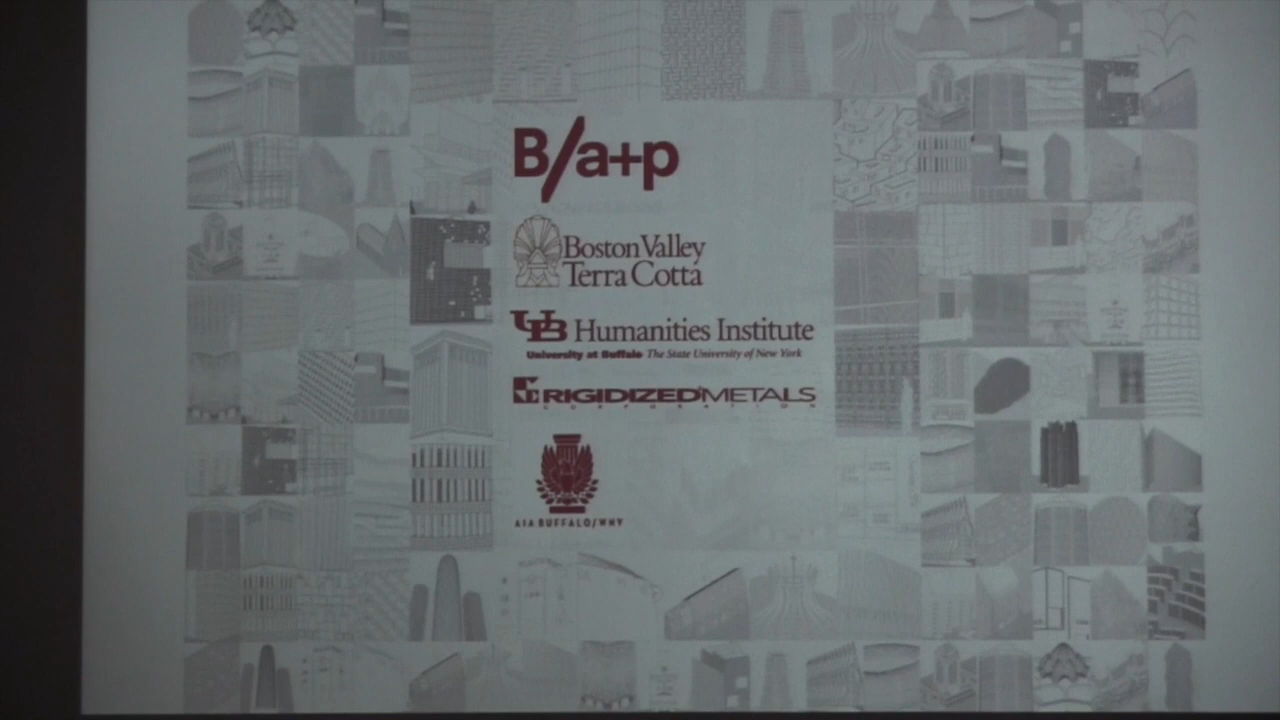 B/a+p
Boston Valley
Terra Cotta
UB Humanities Institute
University at Buffalo The State University of New York
RIGIDIZED METALS
CORPORATION
AIA BUFFALO/WNY